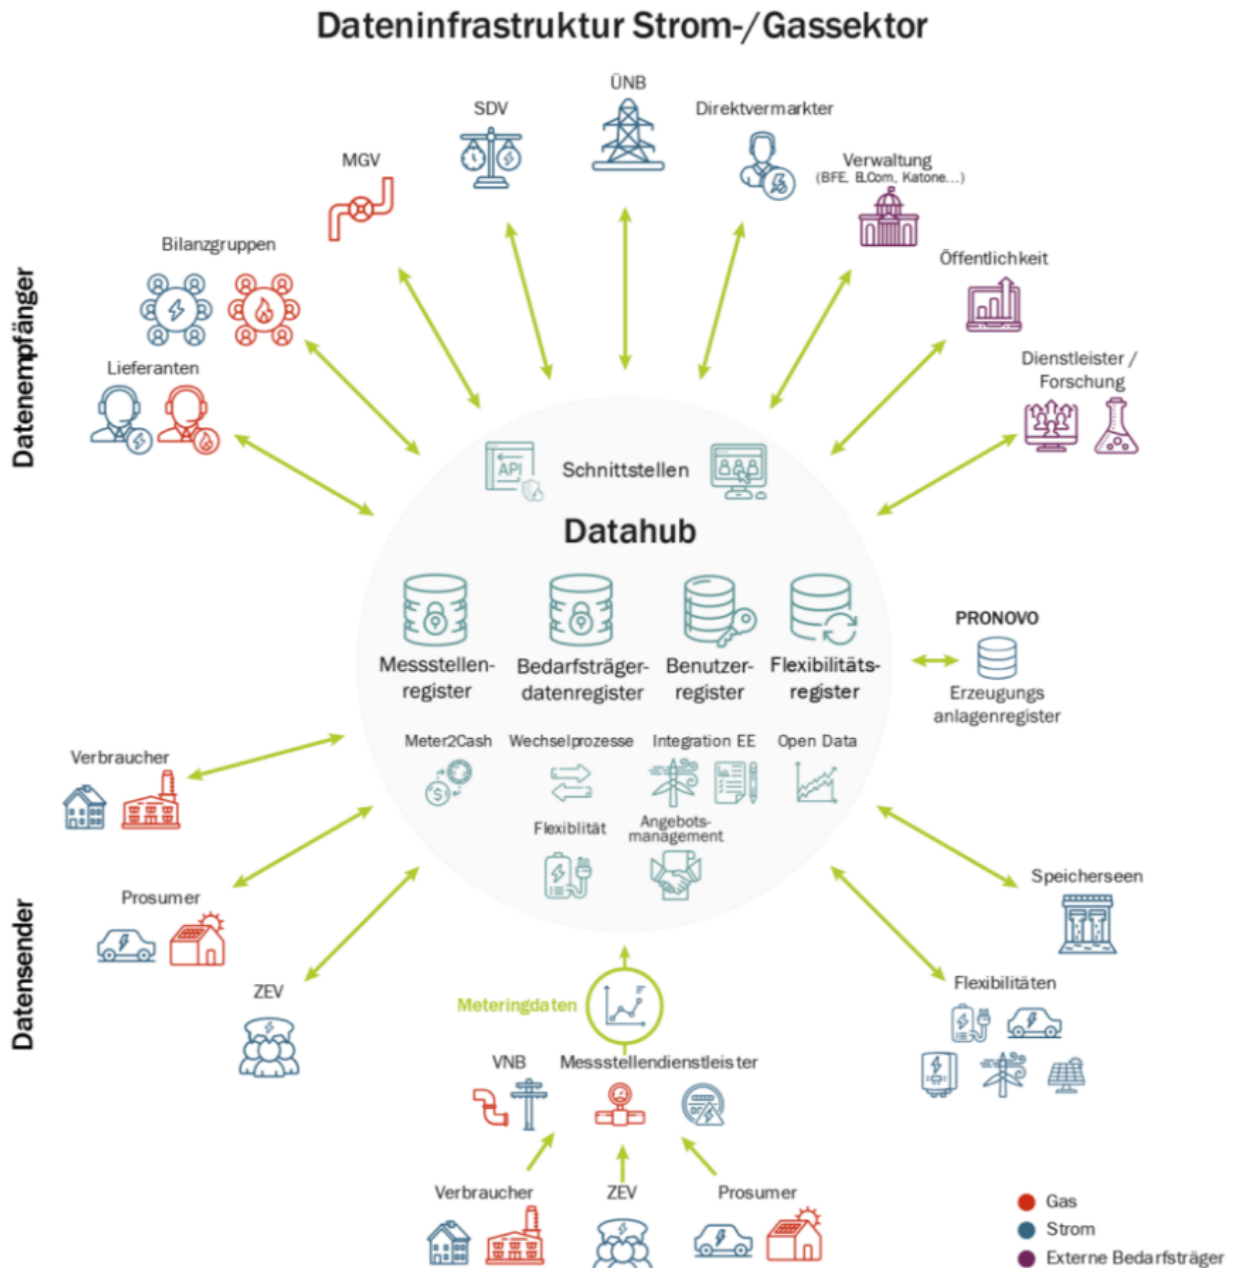 Dateninfrastruktur Strom-/Gassektor
ÜNB
SDV
Direktvermarkter
MGV
Verwaltung
(BFE, ELCom, Katone...)
Bilanzgruppen
Öffentlichkeit
Datenempfänger
Lieferanten
Dienstleister /
Forschung
API
Schnittstellen
Datahub
Messstellen-
register
Bedarfsträger-
datenregister
Benutzer-
register
Flexibilitäts-
register
PRONOVO
Erzeugungs
anlagenregister
Meter2Cash
Wechselprozesse
Integration EE
Open Data
Verbraucher
Flexiblität
Angebots-
management
Datensender
Prosumer
Speicherseen
ZEV
Flexibilitäten
Meteringdaten
VNB
Messstellendienstleister
Verbraucher
ZEV
Prosumer
Gas
Strom
Externe Bedarfsträger